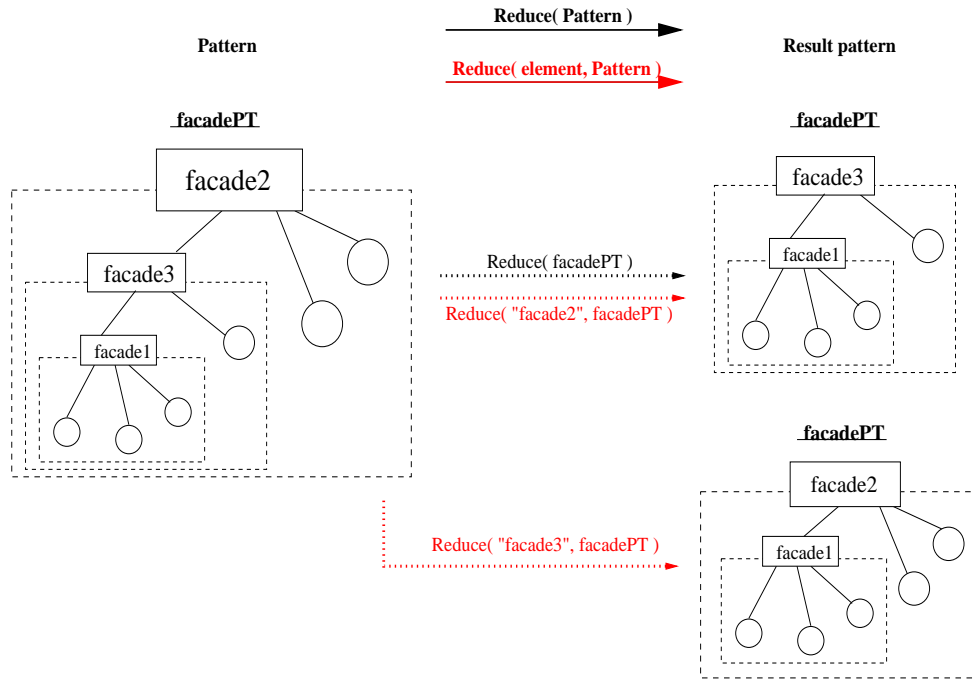 Reduce( Pattern )
Pattern
Result pattern
Reduce( element, Pattern )
facadePT
facade2
facade3
facade1
Reduce( facadePT )
Reduce( "facade2", facadePT )
facadePT
facade3
facade1
Reduce( "facade3", facadePT )
facadePT
facade2
facade1